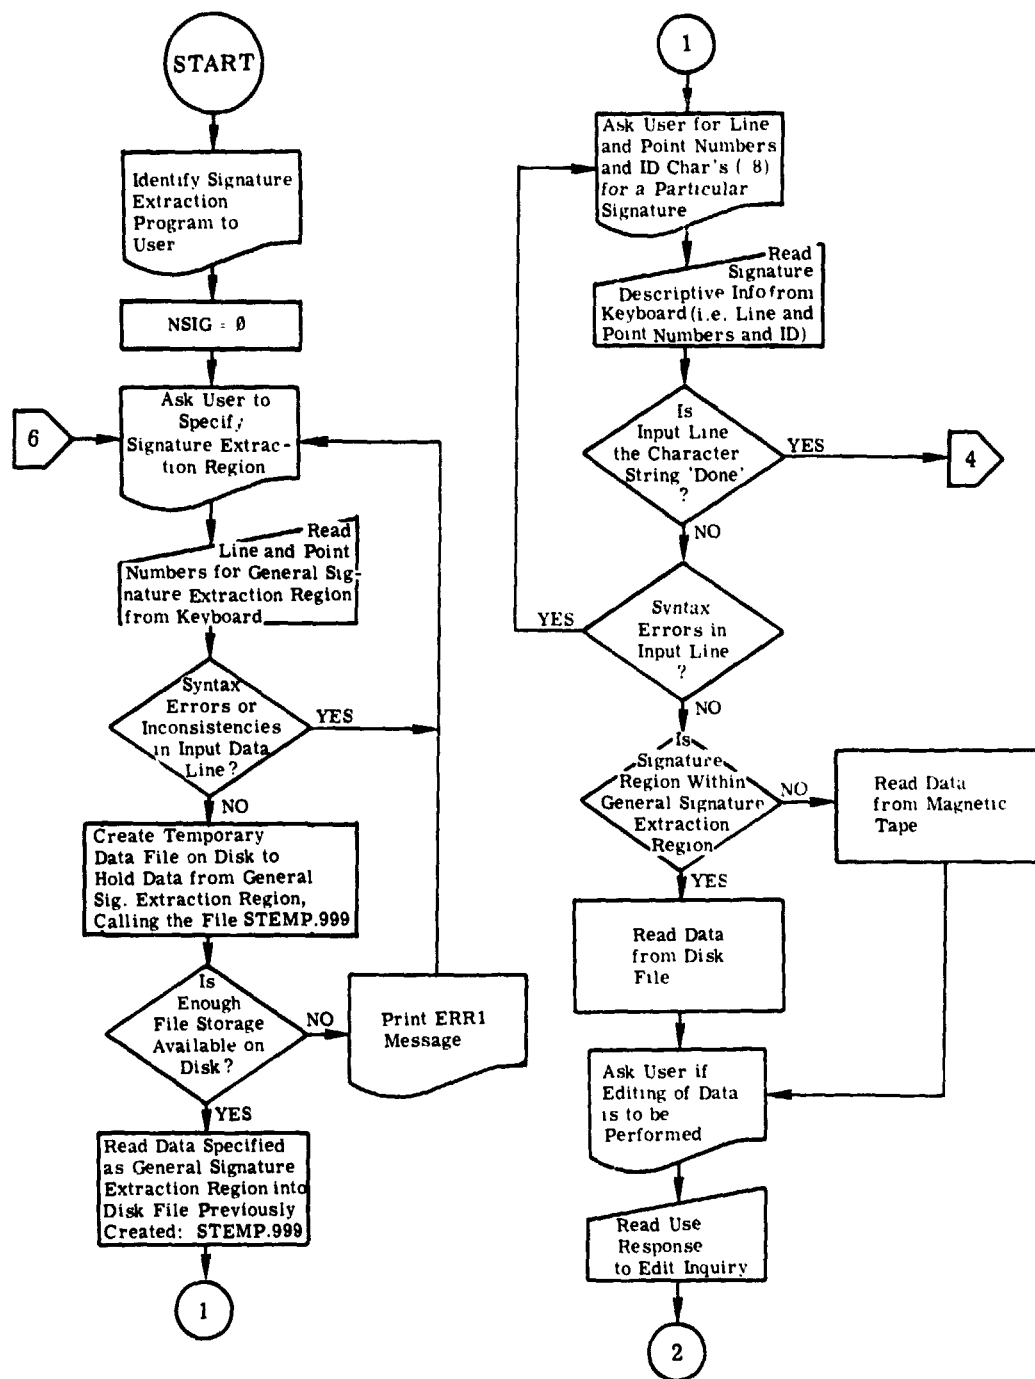 START
Identify Signature
Extraction
Program to
User
NSIG = Ø
6
Ask User to
Specify
Signature Extrac-
tion Region
Read
Line and Point
Numbers for General Sig-
nature Extraction Region
from Keyboard
Syntax
Errors or
Inconsistencies
in Input Data
Line?
YES
NO
Create Temporary
Data File on Disk to
Hold Data from General
Sig. Extraction Region,
Calling the File STEMP.999
Is
Enough
File Storage
Available on
Disk?
NO
Print ERR1
Message
YES
Read Data Specified
as General Signature
Extraction Region into
Disk File Previously
Created: STEMP.999
1
1
Ask User for Line
and Point Numbers
and ID Char's ( 8)
for a Particular
Signature
Read
Signature
Descriptive Info from
Keyboard (i.e. Line and
Point Numbers and ID)
Is
Input Line
the Character
String 'Done'
?
YES
4
NO
Syntax
Errors in
Input Line
?
YES
NO
Is
Signature
Region Within
General Signature
Extraction
Region
NO
Read Data
from Magnetic
Tape
YES
Read Data
from Disk
File
Ask User if
Editing of Data
is to be
Performed
Read Use
Response
to Edit Inquiry
2